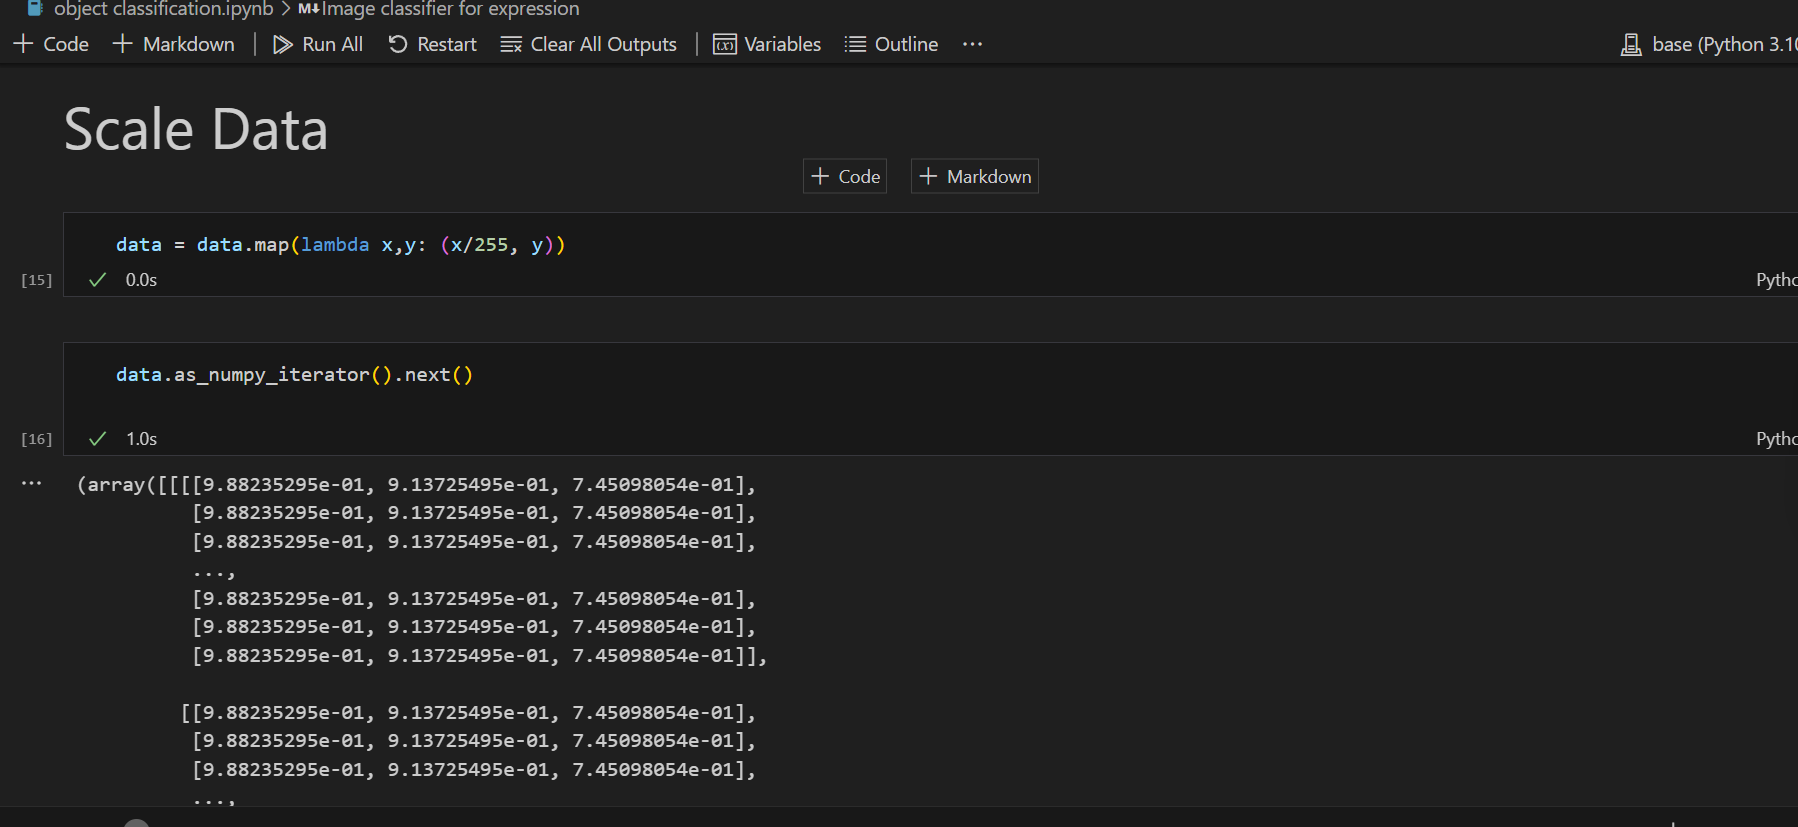 object classification.ipynb > M↓Image classifier for expression
+ Code + Markdown | Run All Restart Clear All Outputs | Variables Outline ··· base (Python 3.10
Scale Data
+ Code + Markdown
data = data.map(lambda x,y: (x/255, y))
[15] ✓ 0.0s Pytho
data.as_numpy_iterator().next()
[16] ✓ 1.0s Pytho
··· (array([[[[9.88235295e-01, 9.13725495e-01, 7.45098054e-01],
[9.88235295e-01, 9.13725495e-01, 7.45098054e-01],
[9.88235295e-01, 9.13725495e-01, 7.45098054e-01],
...,
[9.88235295e-01, 9.13725495e-01, 7.45098054e-01],
[9.88235295e-01, 9.13725495e-01, 7.45098054e-01],
[9.88235295e-01, 9.13725495e-01, 7.45098054e-01]],
[[9.88235295e-01, 9.13725495e-01, 7.45098054e-01],
[9.88235295e-01, 9.13725495e-01, 7.45098054e-01],
[9.88235295e-01, 9.13725495e-01, 7.45098054e-01],
...,